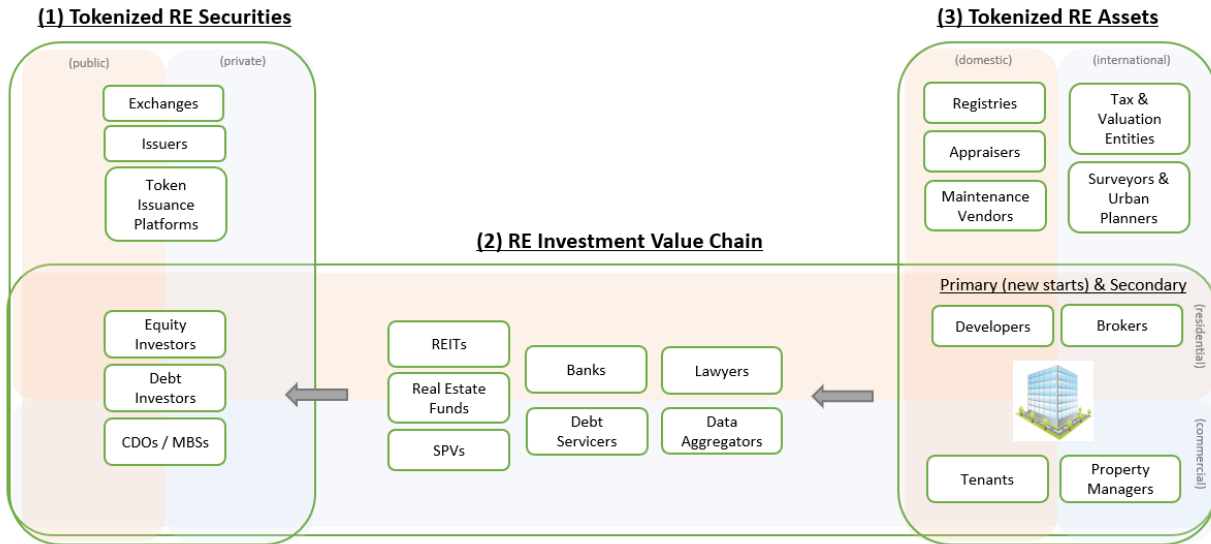 (1) Tokenized RE Securities
(public)
(private)
Exchanges
Issuers
Token
Issuance
Platforms
Equity
Investors
Debt
Investors
CDOs / MBSs
(2) RE Investment Value Chain
REITs
Real Estate
Funds
SPVs
Banks
Debt
Servicers
Lawyers
Data
Aggregators
(3) Tokenized RE Assets
(domestic)
(international)
Registries
Appraisers
Maintenance
Vendors
Tax &
Valuation
Entities
Surveyors &
Urban
Planners
Primary (new starts) & Secondary
Developers
Brokers
(residential)
(commercial)
Tenants
Property
Managers